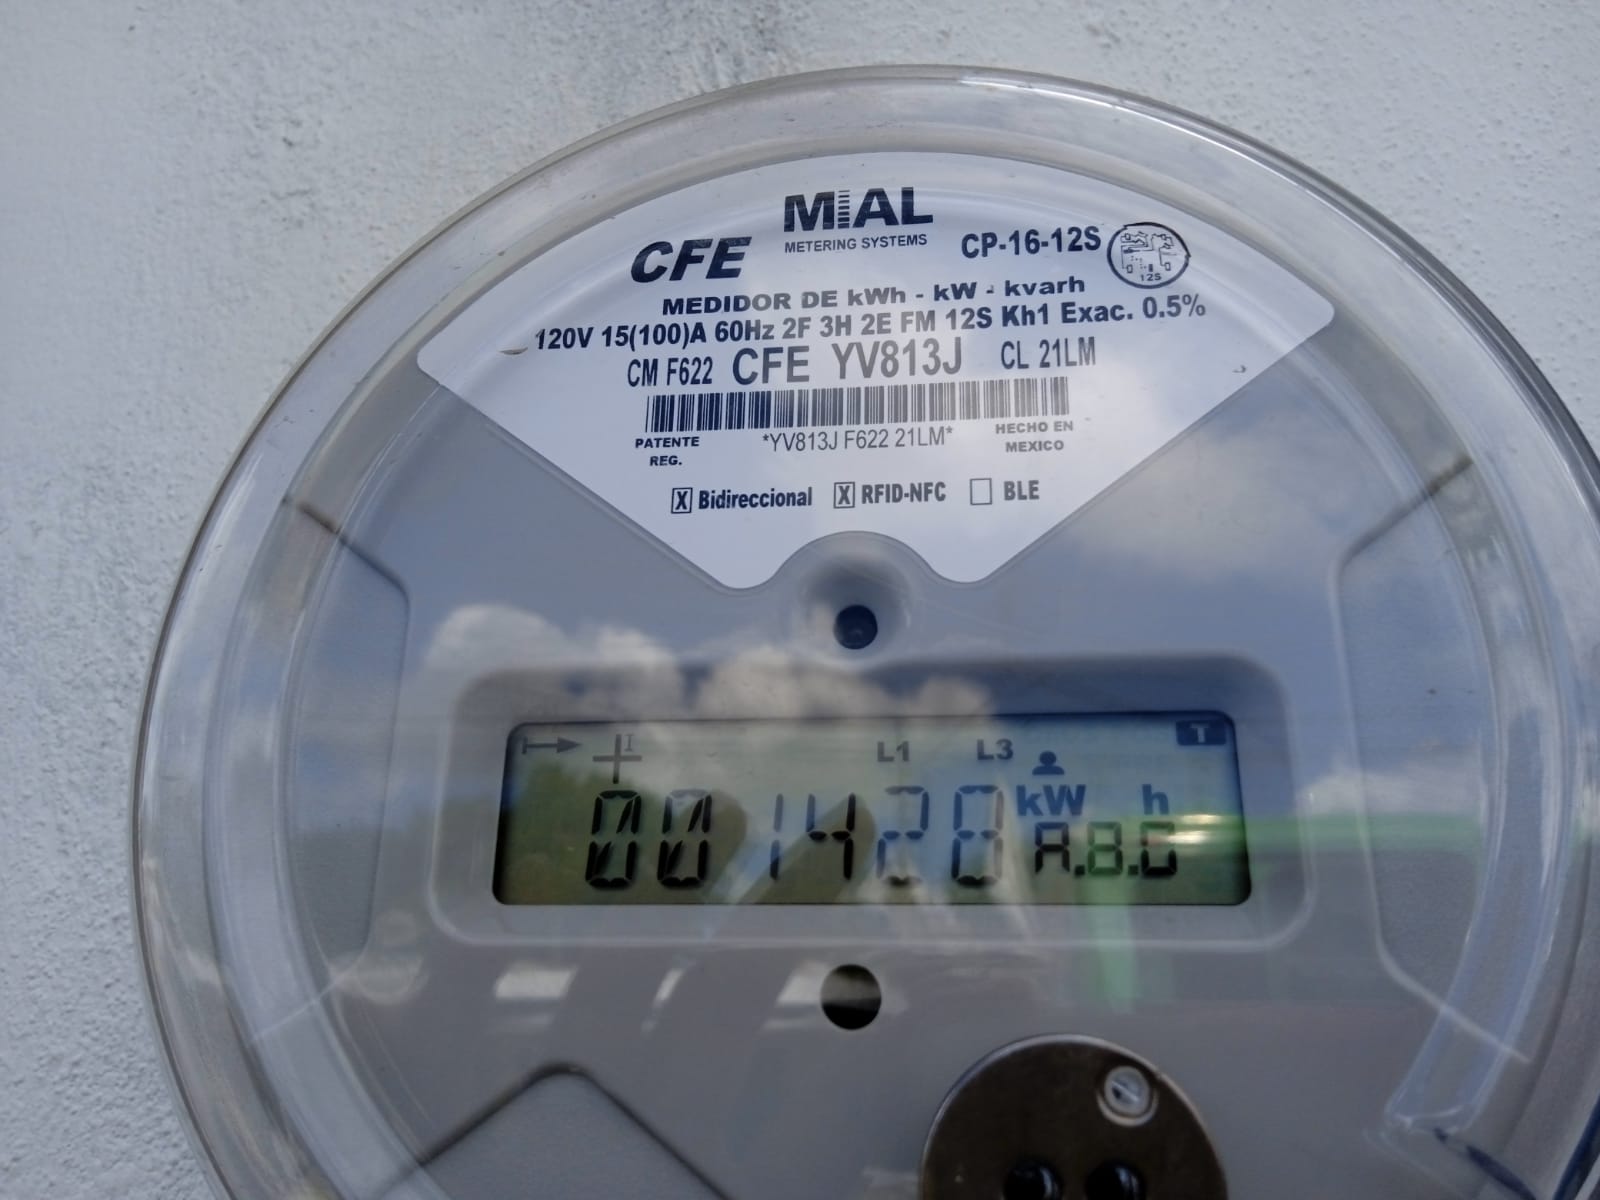 MIAL
METERING SYSTEMS
CFE
CP-16-12S
12S
MEDIDOR DE kWh - kW - kvarh
120V 15(100)A 60Hz 2F 3H 2E FM 12S Kh1 Exac. 0.5%
CM F622 CFE YV813J CL 21LM
PATENTE REG.
*YV813J F622 21LM*
HECHO EN MEXICO
X Bidireccional X RFID-NFC BLE
L1 L3 T
001428 kW h
A.B.C